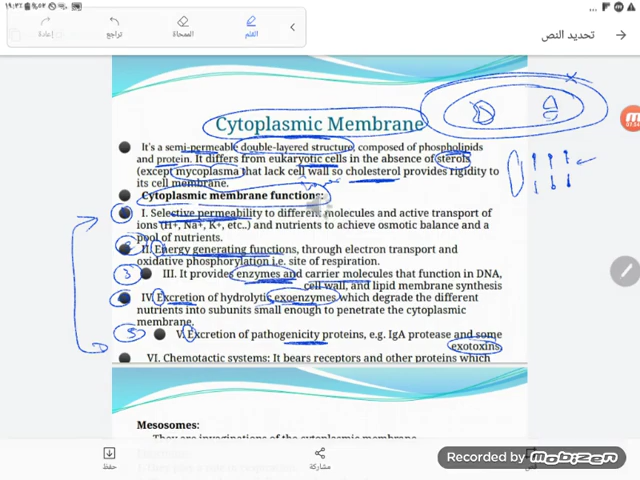 ١٩:٣٤ ٩٥٣
إعادة
تراجع
الممحاة
القلم
تحديد النص
Cytoplasmic Membrane
It's a semi-permeable double-layered structure, composed of phospholipids
and protein. It differs from eukaryotic cells in the absence of sterols
(except mycoplasma that lack cell wall so cholesterol provides rigidity to
its cell membrane.
Cytoplasmic membrane functions:
I. Selective permeability to different molecules and active transport of
ions (H+, Na+, K+, etc..) and nutrients to achieve osmotic balance and a
pool of nutrients.
II. Energy generating functions, through electron transport and
oxidative phosphorylation i.e. site of respiration.
III. It provides enzymes and carrier molecules that function in DNA,
cell wall, and lipid membrane synthesis
IV. Excretion of hydrolytic exoenzymes which degrade the different
nutrients into subunits small enough to penetrate the cytoplasmic
membrane.
V. Excretion of pathogenicity proteins, e.g. IgA protease and some
exotoxins
VI. Chemotactic systems: It bears receptors and other proteins which
Mesosomes:
They are invaginations of the cytoplasmic membrane.
حفظ
مشاركة
Recorded by
MOBIZEN